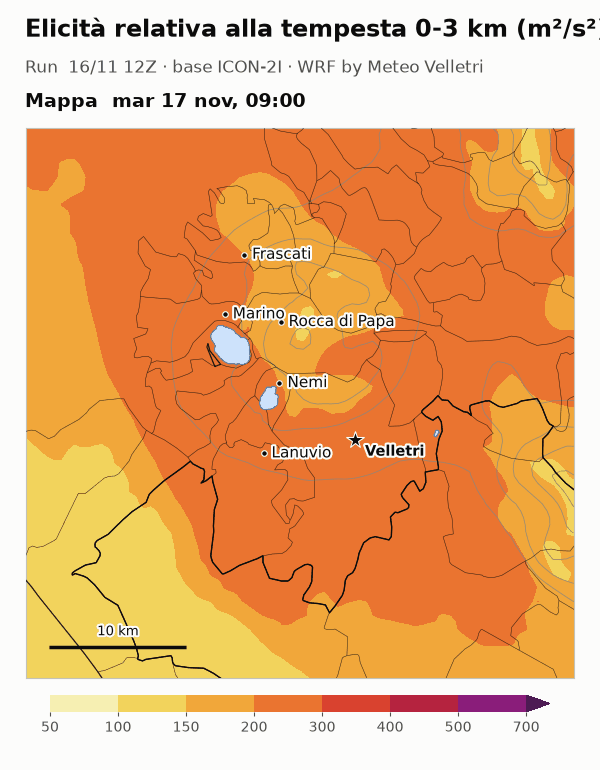 Elicità relativa alla tempesta 0-3 km (m²/s²)
Run 16/11 12Z · base ICON-2I · WRF by Meteo Velletri
Mappa mar 17 nov, 09:00
Frascati
Marino
Rocca di Papa
Nemi
Velletri
Lanuvio
10 km
50 100 150 200 300 400 500 700